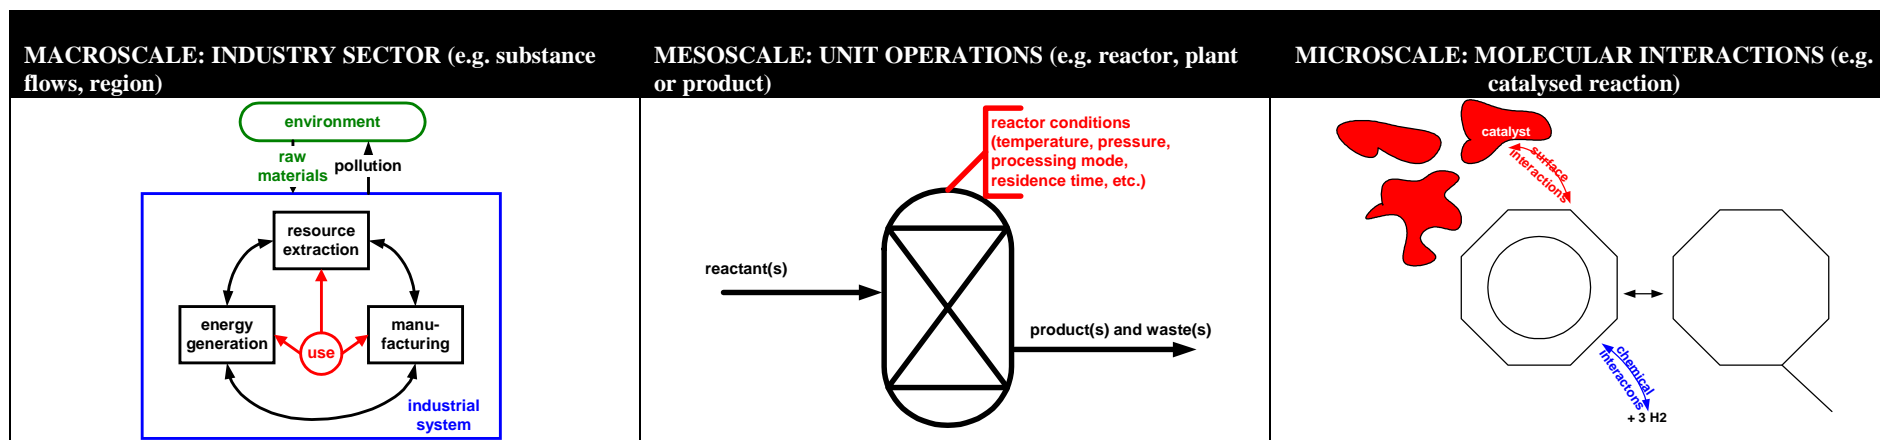 MACROSCALE: INDUSTRY SECTOR (e.g. substance
flows, region)
environment
raw
materials
pollution
resource
extraction
energy
generation
use
manu-
facturing
industrial
system
MESOSCALE: UNIT OPERATIONS (e.g. reactor, plant
or product)
reactor conditions
(temperature, pressure,
processing mode,
residence time, etc.)
reactant(s)
product(s) and waste(s)
MICROSCALE: MOLECULAR INTERACTIONS (e.g.
catalysed reaction)
catalyst
surface
interactions
chemical
interactons
+ 3 H2